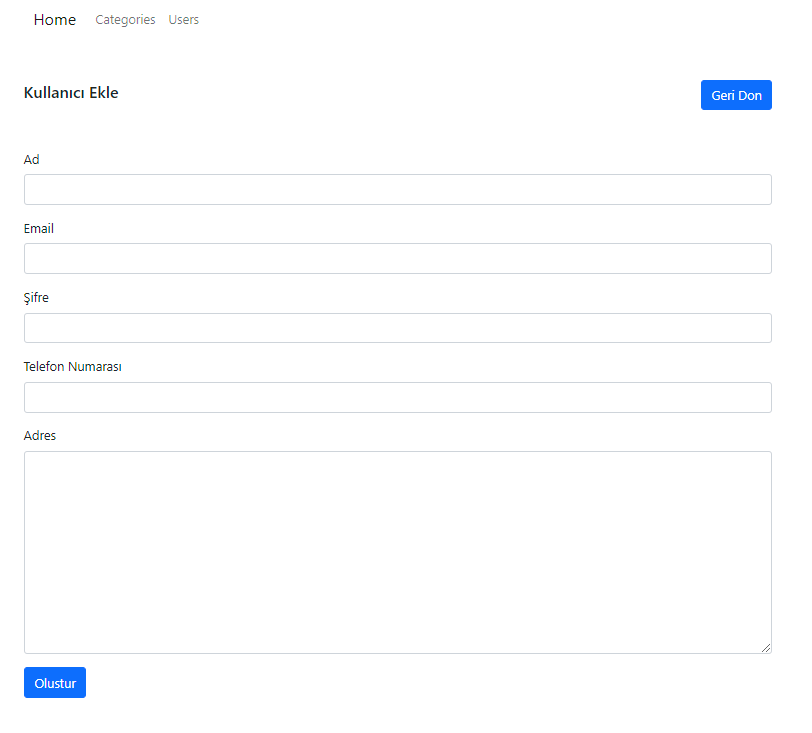 Home Categories Users
Kullanıcı Ekle
Geri Don
Ad
Email
Şifre
Telefon Numarası
Adres
Olustur